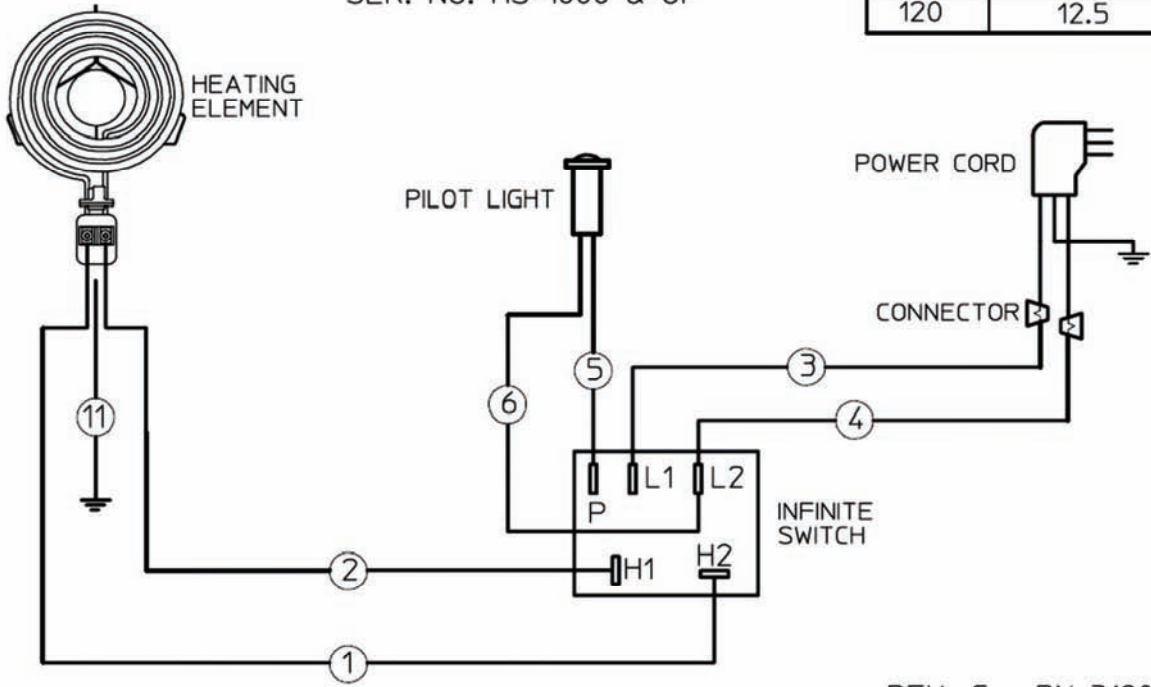 120 12.5
HEATING
ELEMENT
POWER CORD
PILOT LIGHT
CONNECTOR
3
5
6
4
11
L1
L2
P
INFINITE
SWITCH
H2
2
H1
1